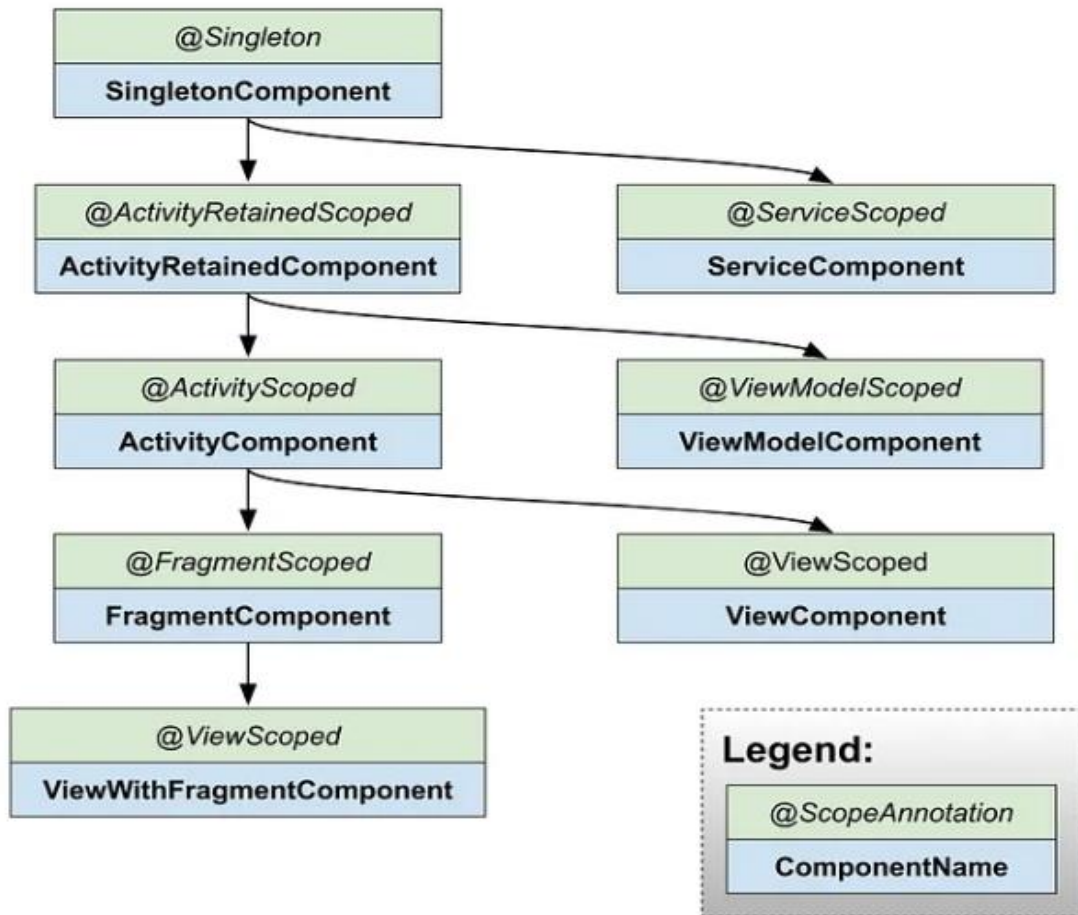 @Singleton
SingletonComponent
@ActivityRetainedScoped
ActivityRetainedComponent
@ServiceScoped
ServiceComponent
@ActivityScoped
ActivityComponent
@ViewModelScoped
ViewModelComponent
@FragmentScoped
FragmentComponent
@ViewScoped
ViewComponent
@ViewScoped
ViewWithFragmentComponent
Legend:
@ScopeAnnotation
ComponentName